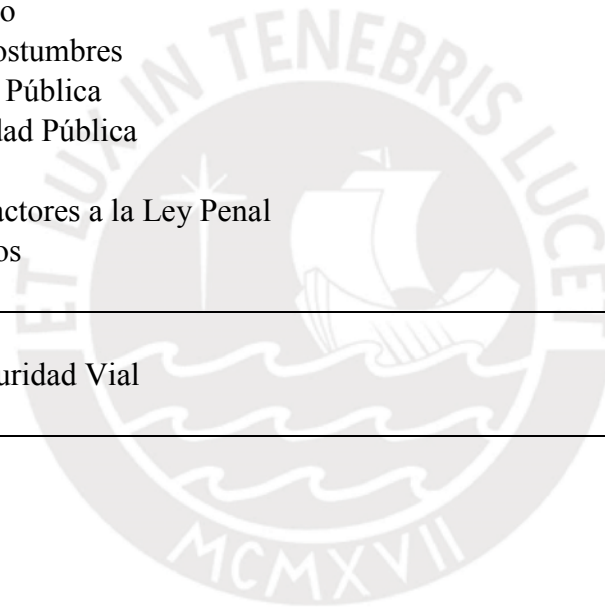 o
ostumbres
Pública
dad Pública
actores a la Ley Penal
os
uridad Vial
ET LUX IN TENEBRIS LUCET
MCMXVII